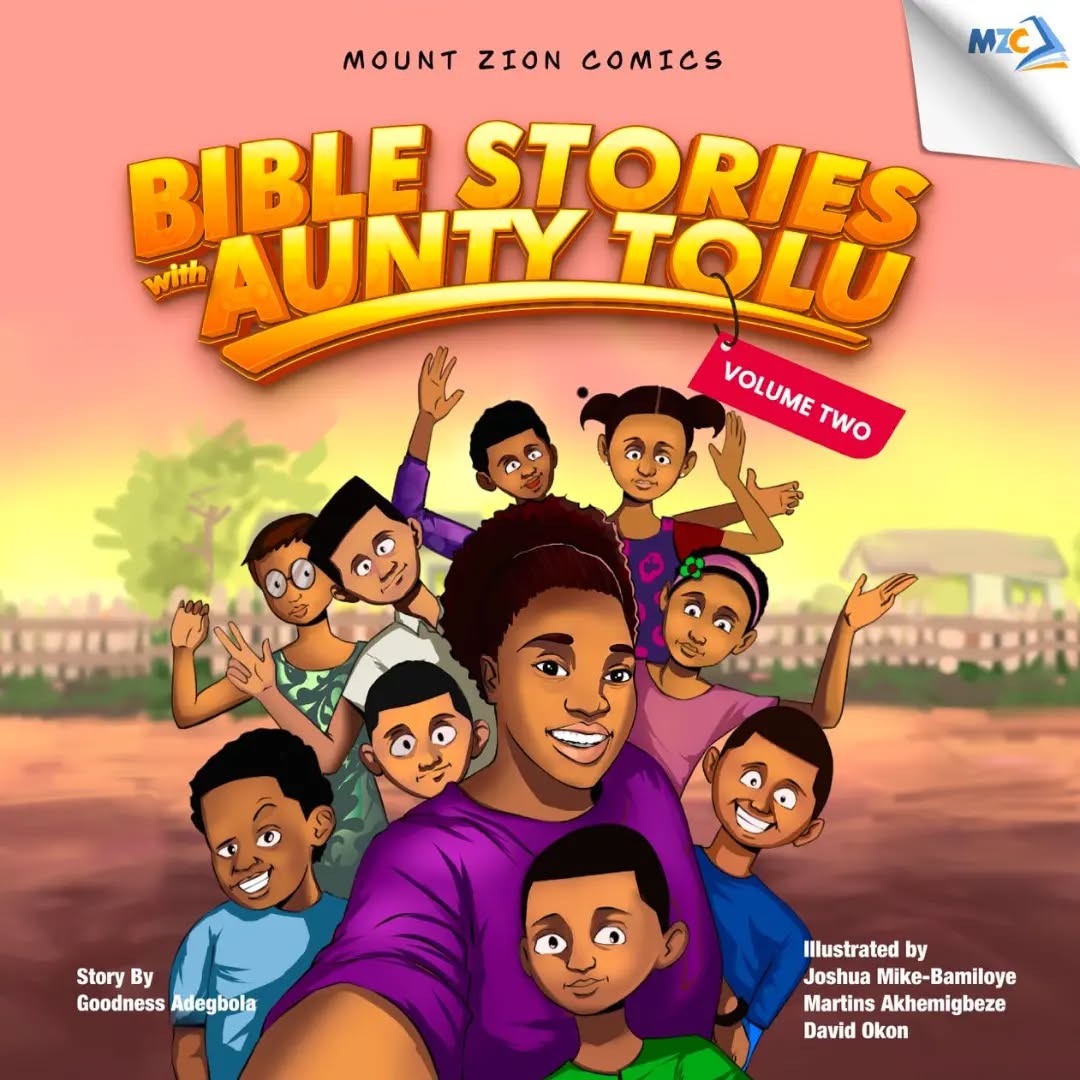 MZC
MOUNT ZION COMICS
BIBLE STORIES
with AUNTY TOLU
VOLUME TWO
Story By
Goodness Adegbola
Illustrated by
Joshua Mike-Bamiloye
Martins Akhemigbeze
David Okon